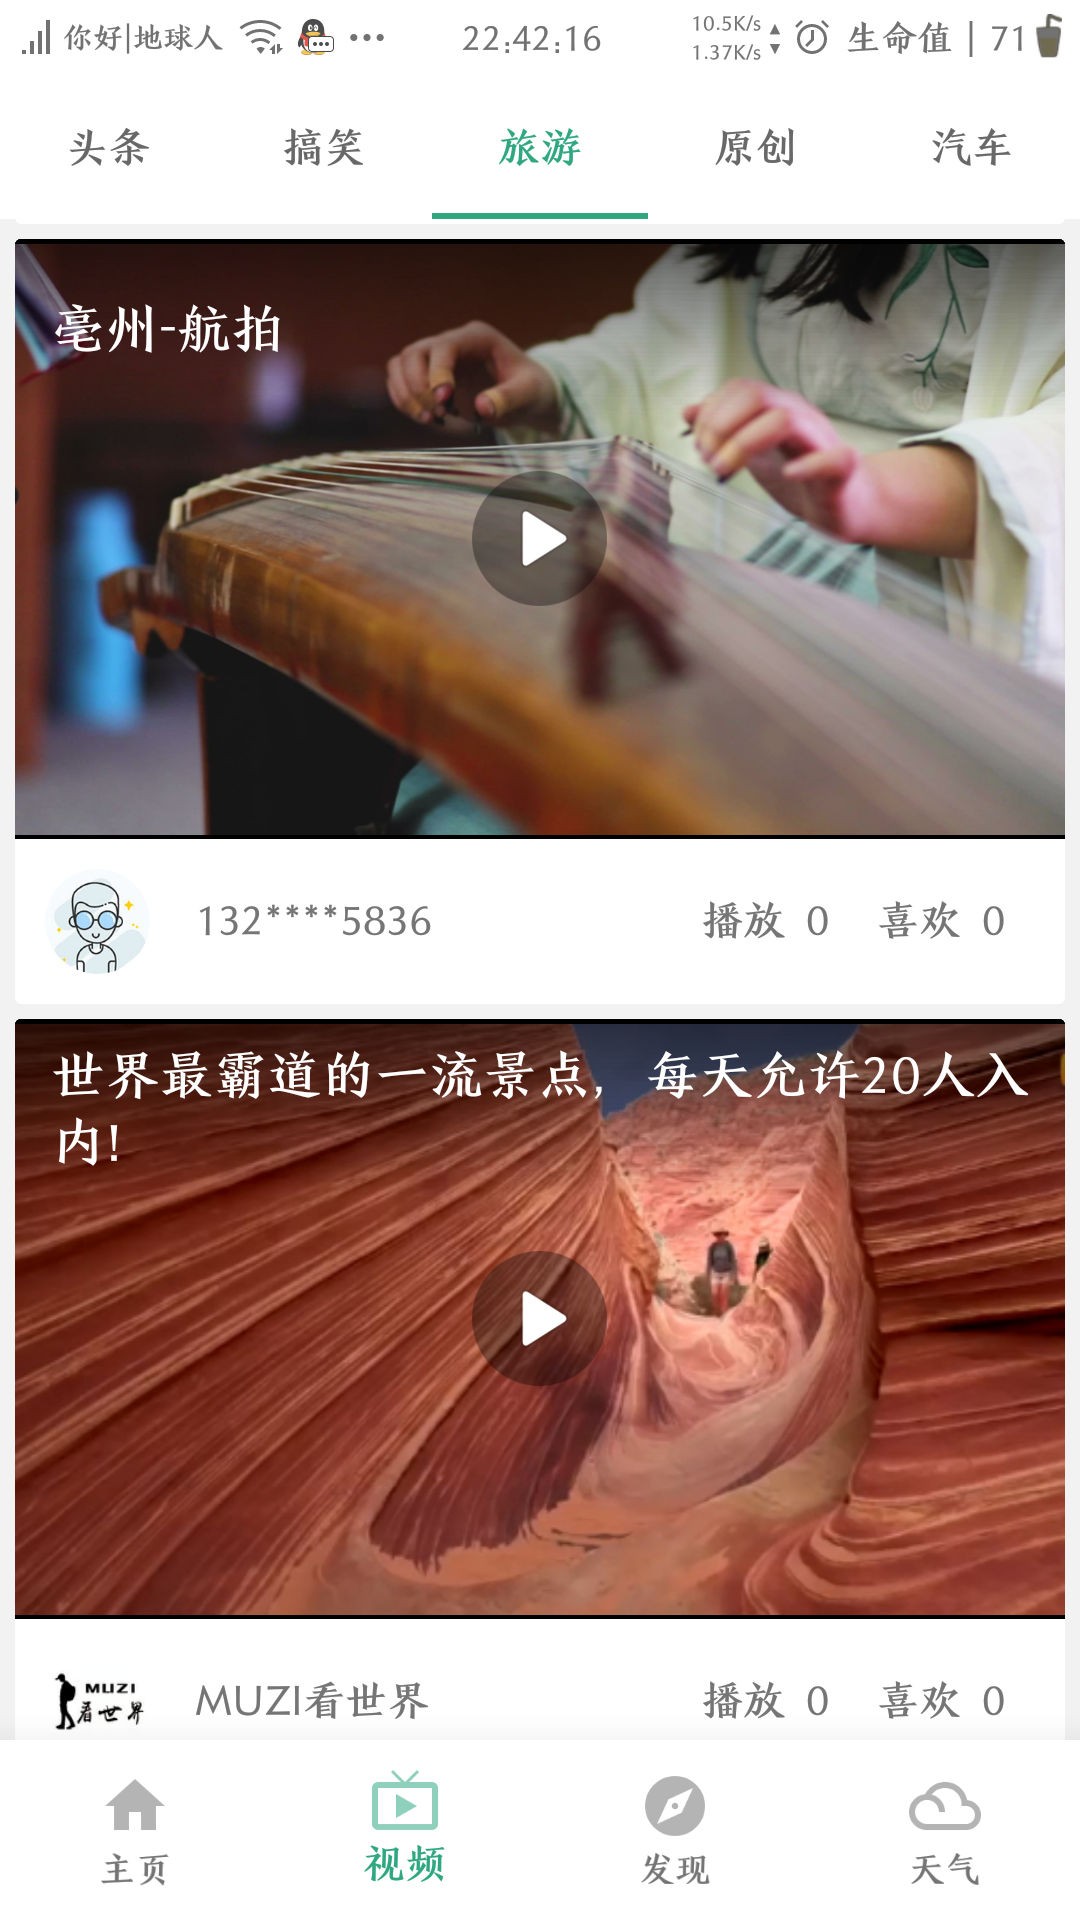 你好|地球人 22:42:16 10.5K/s 1.37K/s 生命值 | 71
头条 搞笑 旅游 原创 汽车
亳州-航拍
132****5836 播放 0 喜欢 0
世界最霸道的一流景点，每天允许20人入
内!
MUZI
看世界
MUZI看世界 播放 0 喜欢 0
主页 视频 发现 天气